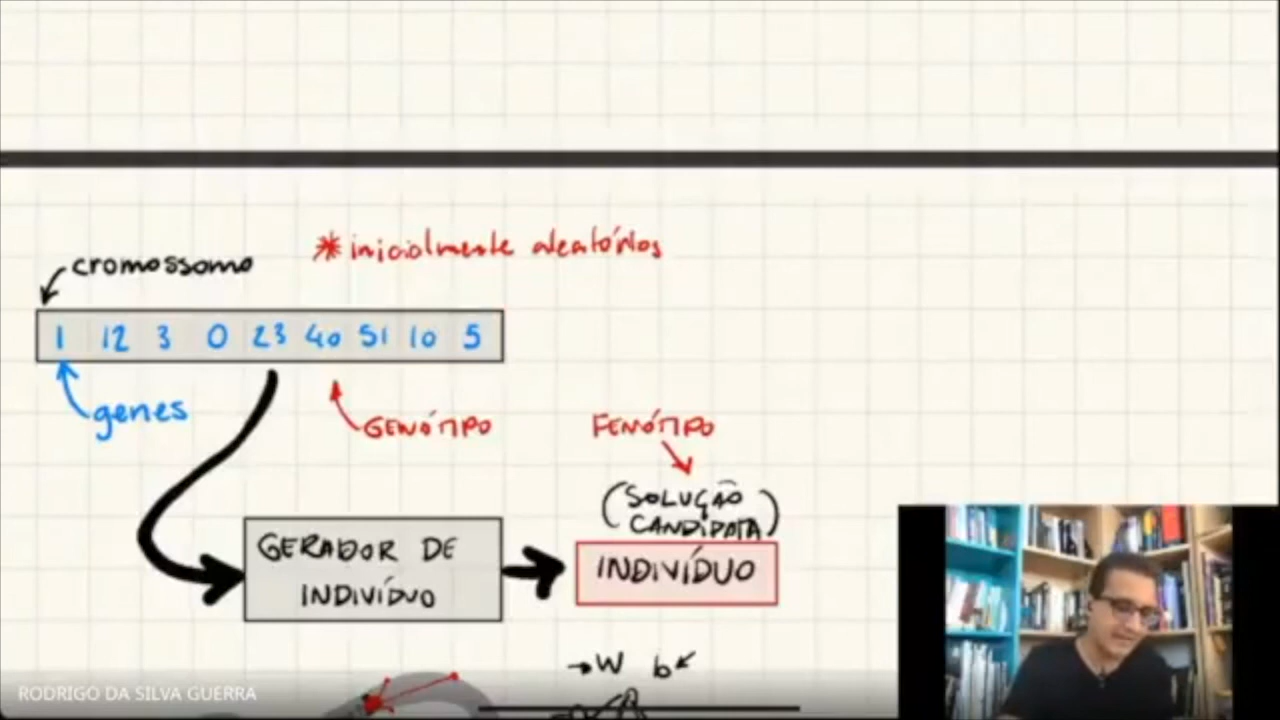 * inicialmente aleatórios
cromossomo
1 12 3 0 23 40 51 10 5
genes
GENÓTIPO
FENÓTIPO
(SOLUÇÃO
CANDIDATA)
GERADOR DE
INDIVÍDUO
INDIVÍDUO
W b
RODRIGO DA SILVA GUERRA